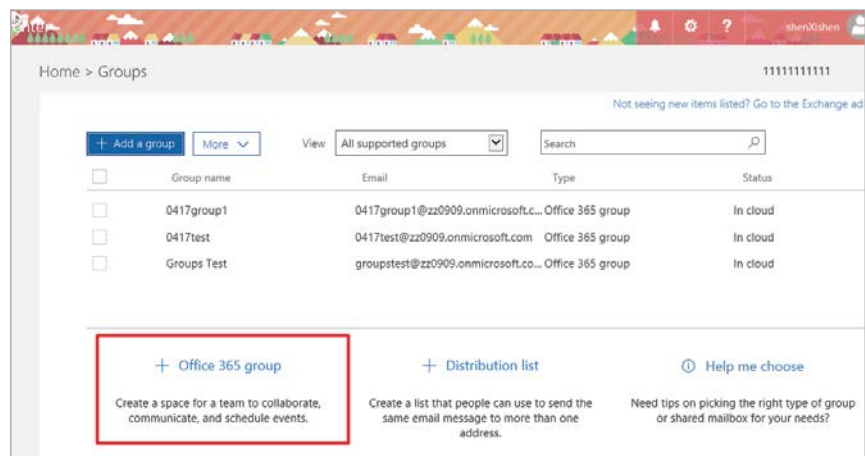 ?
shenXishen
Home > Groups
11111111111
Not seeing new items listed? Go to the Exchange ad
+ Add a group
More
View
All supported groups
Search
Group name
Email
Type
Status
0417group1
0417group1@zz0909.onmicrosoft.c...
Office 365 group
In cloud
0417test
0417test@zz0909.onmicrosoft.com
Office 365 group
In cloud
Groups Test
groupstest@zz0909.onmicrosoft.co...
Office 365 group
In cloud
+ Office 365 group
Create a space for a team to collaborate,
communicate, and schedule events.
+ Distribution list
Create a list that people can use to send the
same email message to more than one
address.
Help me choose
Need tips on picking the right type of group
or shared mailbox for your needs?